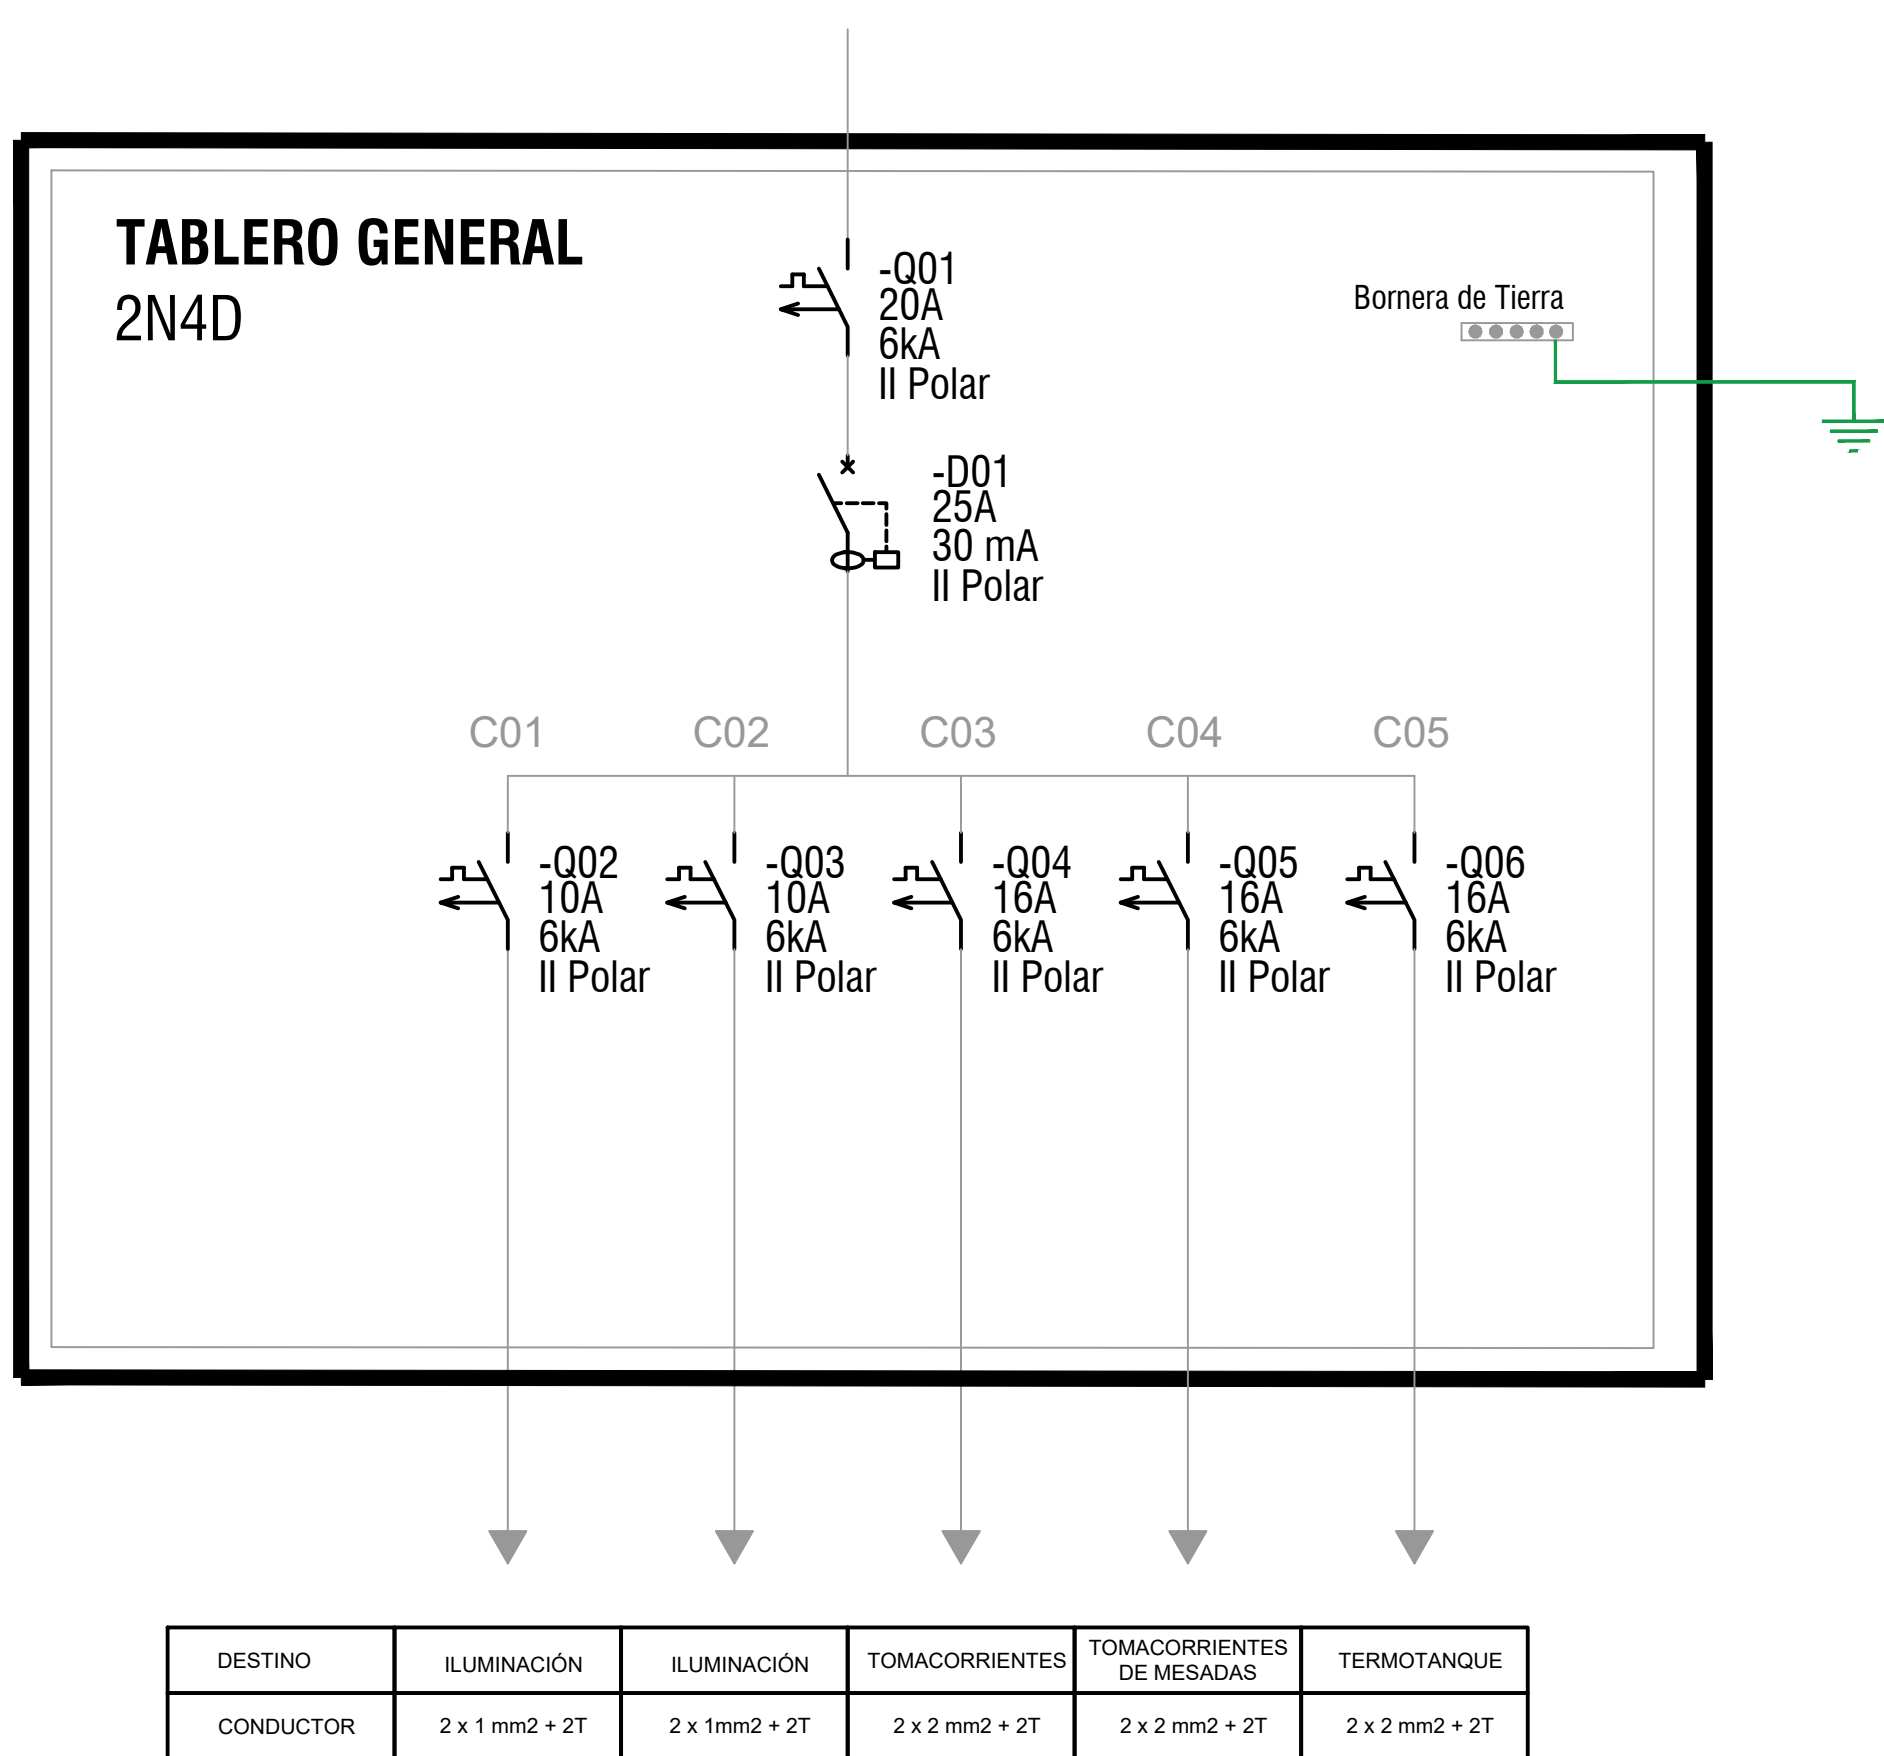 TABLERO GENERAL
2N4D
-Q01
20A
6kA
II Polar
Bornera de Tierra
-D01
25A
30 mA
II Polar
C01
C02
C03
C04
C05
-Q02
10A
6kA
II Polar
-Q03
10A
6kA
II Polar
-Q04
16A
6kA
II Polar
-Q05
16A
6kA
II Polar
-Q06
16A
6kA
II Polar
DESTINO
ILUMINACIÓN
ILUMINACIÓN
TOMACORRIENTES
TOMACORRIENTES
DE MESADAS
TERMOTANQUE
CONDUCTOR
2 x 1 mm2 + 2T
2 x 1mm2 + 2T
2 x 2 mm2 + 2T
2 x 2 mm2 + 2T
2 x 2 mm2 + 2T